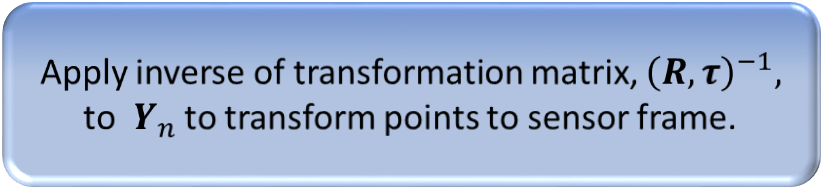 Apply inverse of transformation matrix, (R, τ)⁻¹,
to Yₙ to transform points to sensor frame.